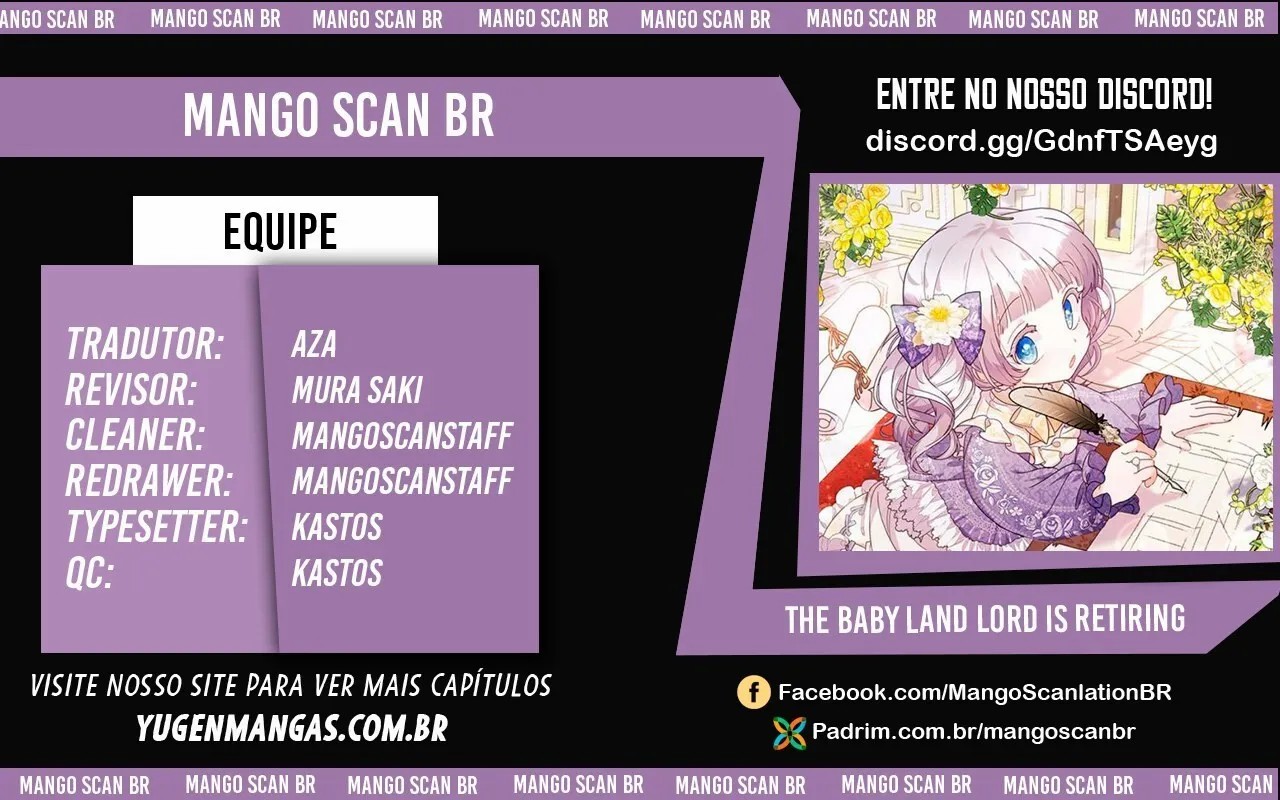 ANGO SCAN BR MANGO SCAN BR MANGO SCAN BR MANGO SCAN BR MANGO SCAN BR MANGO SCAN BR MANGO SCAN BR MANGO SCAN BR
MANGO SCAN BR
EQUIPE
TRADUTOR: AZA
REVISOR: MURA SAKI
CLEANER: MANGOSCANSTAFF
REDRAWER: MANGOSCANSTAFF
TYPESETTER: KASTOS
QC: KASTOS
VISITE NOSSO SITE PARA VER MAIS CAPÍTULOS
YUGENMANGAS.COM.BR
ENTRE NO NOSSO DISCORD!
discord.gg/GdnfTSAeyg
THE BABY LAND LORD IS RETIRING
Facebook.com/MangoScanlationBR
Padrim.com.br/mangoscanbr
MANGO SCAN BR MANGO SCAN BR MANGO SCAN BR MANGO SCAN BR MANGO SCAN BR MANGO SCAN BR MANGO SCAN BR MANGO SCAN